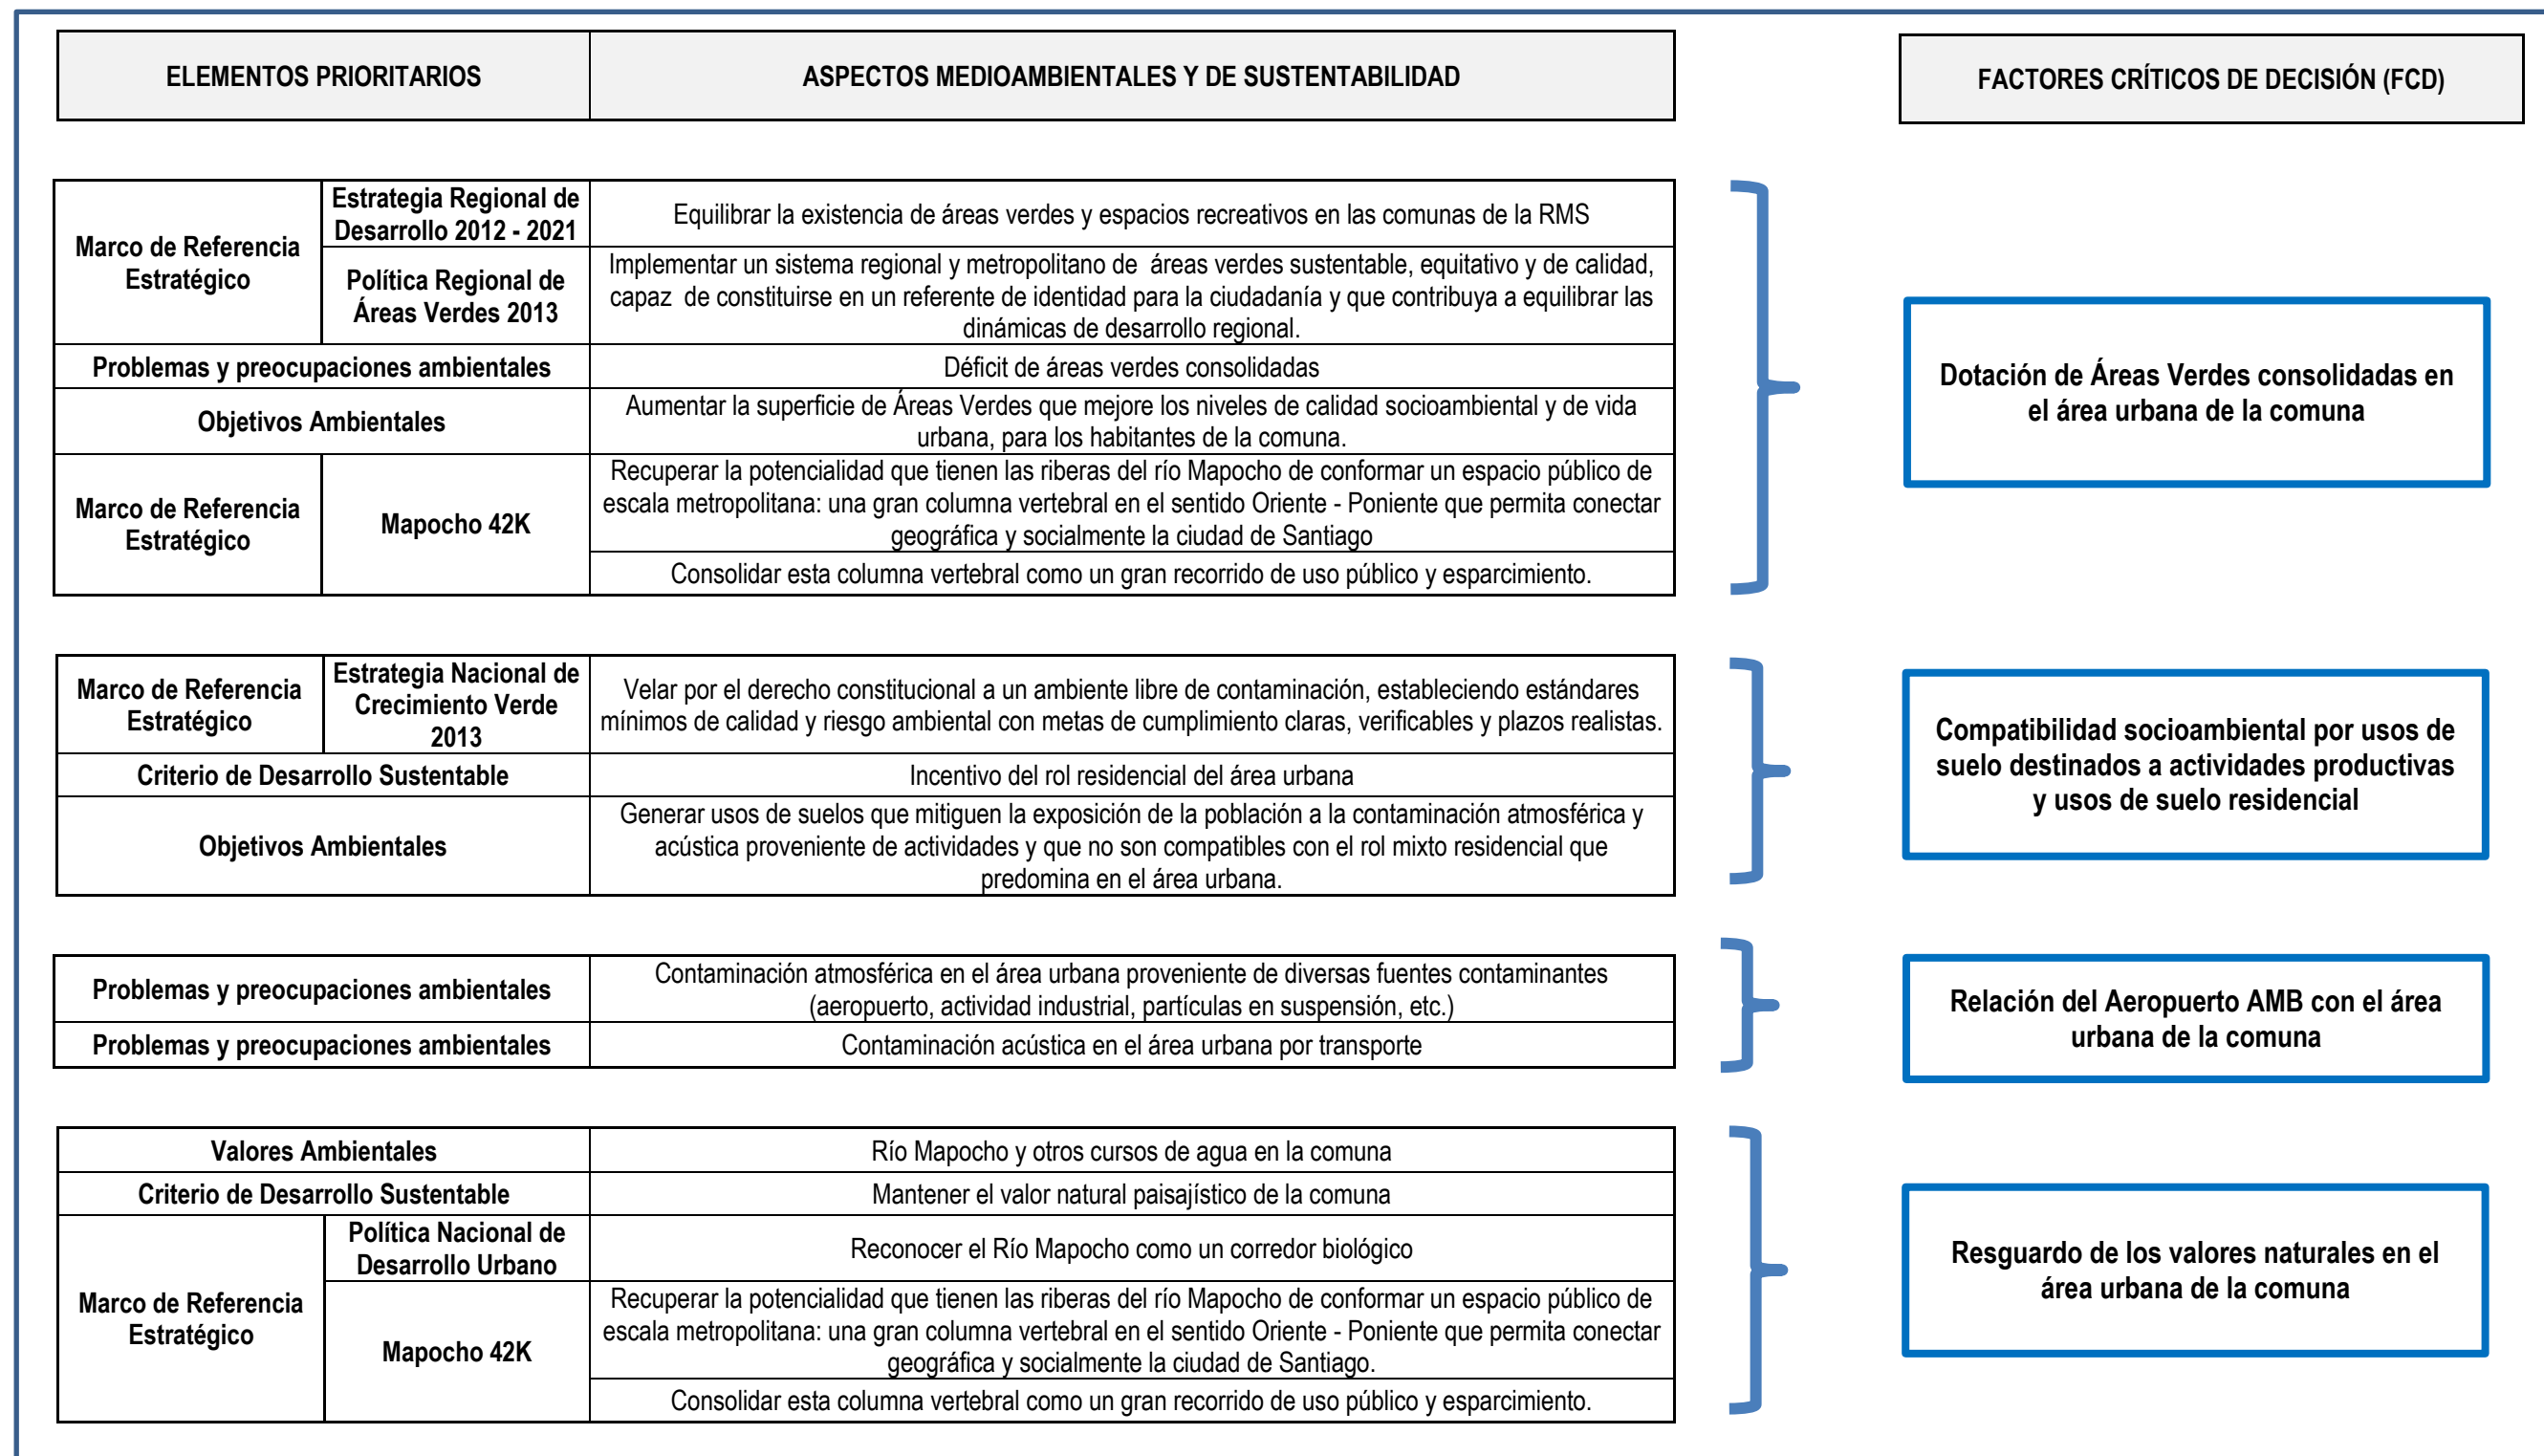 ELEMENTOS PRIORITARIOS
ASPECTOS MEDIOAMBIENTALES Y DE SUSTENTABILIDAD
FACTORES CRÍTICOS DE DECISIÓN (FCD)
Marco de Referencia
Estratégico
Estrategia Regional de
Desarrollo 2012 - 2021
Equilibrar la existencia de áreas verdes y espacios recreativos en las comunas de la RMS
Política Regional de
Áreas Verdes 2013
Implementar un sistema regional y metropolitano de áreas verdes sustentable, equitativo y de calidad,
capaz de constituirse en un referente de identidad para la ciudadanía y que contribuya a equilibrar las
dinámicas de desarrollo regional.
Problemas y preocupaciones ambientales
Déficit de áreas verdes consolidadas
Objetivos Ambientales
Aumentar la superficie de Áreas Verdes que mejore los niveles de calidad socioambiental y de vida
urbana, para los habitantes de la comuna.
Marco de Referencia
Estratégico
Mapocho 42K
Recuperar la potencialidad que tienen las riberas del río Mapocho de conformar un espacio público de
escala metropolitana: una gran columna vertebral en el sentido Oriente - Poniente que permita conectar
geográfica y socialmente la ciudad de Santiago
Consolidar esta columna vertebral como un gran recorrido de uso público y esparcimiento.
Dotación de Áreas Verdes consolidadas en
el área urbana de la comuna
Marco de Referencia
Estratégico
Estrategia Nacional de
Crecimiento Verde
2013
Velar por el derecho constitucional a un ambiente libre de contaminación, estableciendo estándares
mínimos de calidad y riesgo ambiental con metas de cumplimiento claras, verificables y plazos realistas.
Criterio de Desarrollo Sustentable
Incentivo del rol residencial del área urbana
Objetivos Ambientales
Generar usos de suelos que mitiguen la exposición de la población a la contaminación atmosférica y
acústica proveniente de actividades y que no son compatibles con el rol mixto residencial que
predomina en el área urbana.
Compatibilidad socioambiental por usos de
suelo destinados a actividades productivas
y usos de suelo residencial
Problemas y preocupaciones ambientales
Contaminación atmosférica en el área urbana proveniente de diversas fuentes contaminantes
(aeropuerto, actividad industrial, partículas en suspensión, etc.)
Problemas y preocupaciones ambientales
Contaminación acústica en el área urbana por transporte
Relación del Aeropuerto AMB con el área
urbana de la comuna
Valores Ambientales
Río Mapocho y otros cursos de agua en la comuna
Criterio de Desarrollo Sustentable
Mantener el valor natural paisajístico de la comuna
Marco de Referencia
Estratégico
Política Nacional de
Desarrollo Urbano
Reconocer el Río Mapocho como un corredor biológico
Mapocho 42K
Recuperar la potencialidad que tienen las riberas del río Mapocho de conformar un espacio público de
escala metropolitana: una gran columna vertebral en el sentido Oriente - Poniente que permita conectar
geográfica y socialmente la ciudad de Santiago.
Consolidar esta columna vertebral como un gran recorrido de uso público y esparcimiento.
Resguardo de los valores naturales en el
área urbana de la comuna